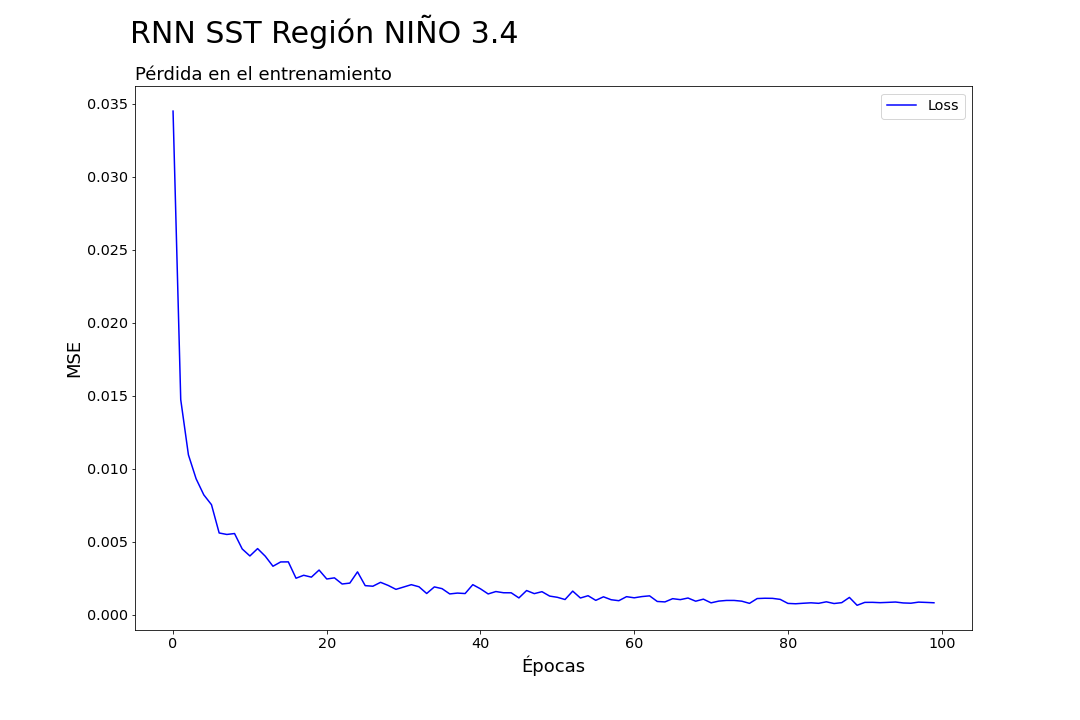 RNN SST Región NIÑO 3.4
Pérdida en el entrenamiento
Loss
MSE
0.035
0.030
0.025
0.020
0.015
0.010
0.005
0.000
0 20 40 60 80 100
Épocas